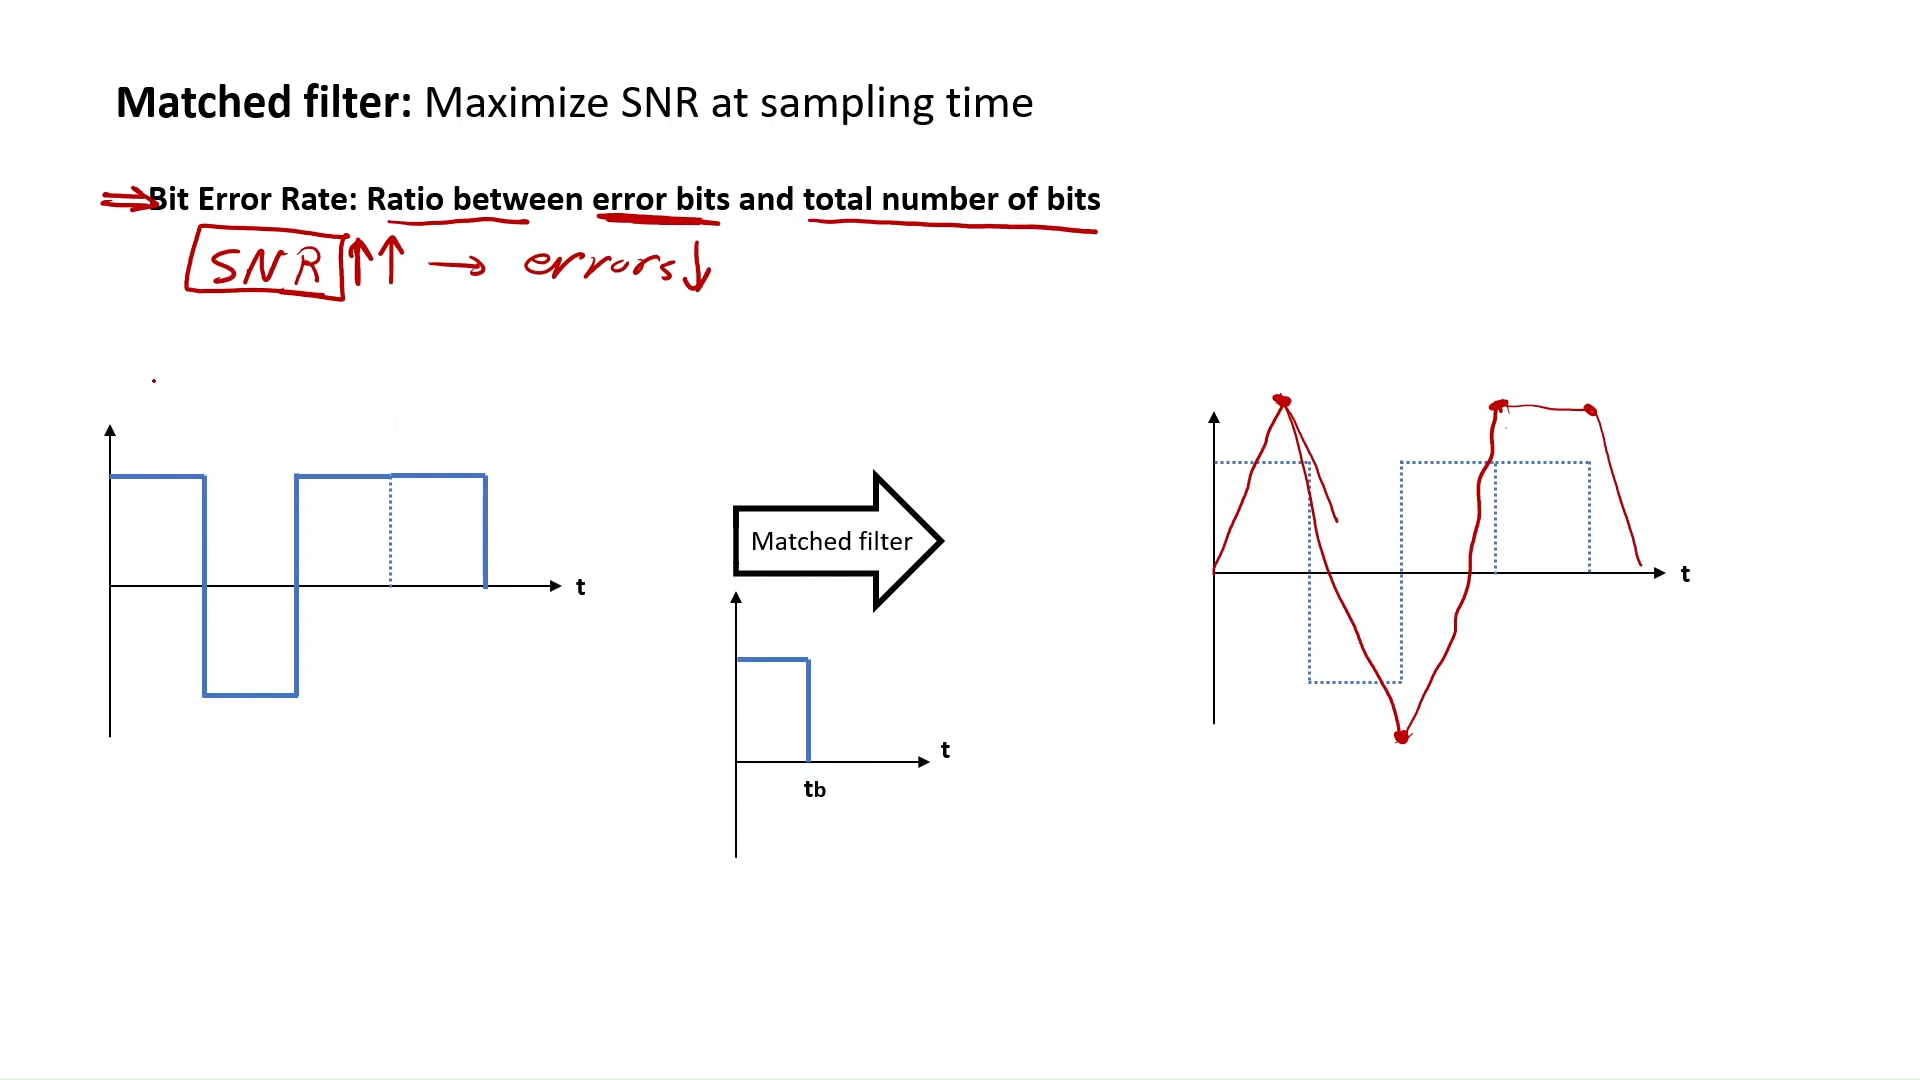 Matched filter: Maximize SNR at sampling time
Bit Error Rate: Ratio between error bits and total number of bits
SNR ↑↑ → errors ↓
Matched filter
t
t
t
tb